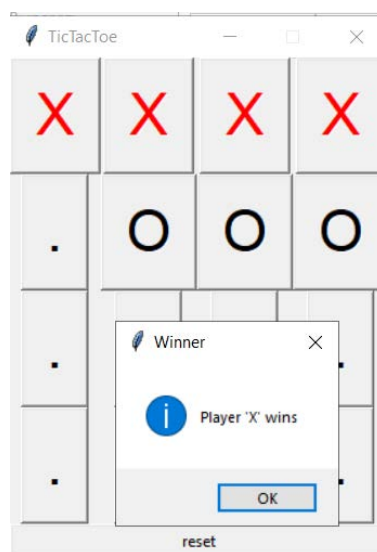 TicTacToe
X X X X
. O O O
.
Winner
Player 'X' wins
.
OK
.
.
reset